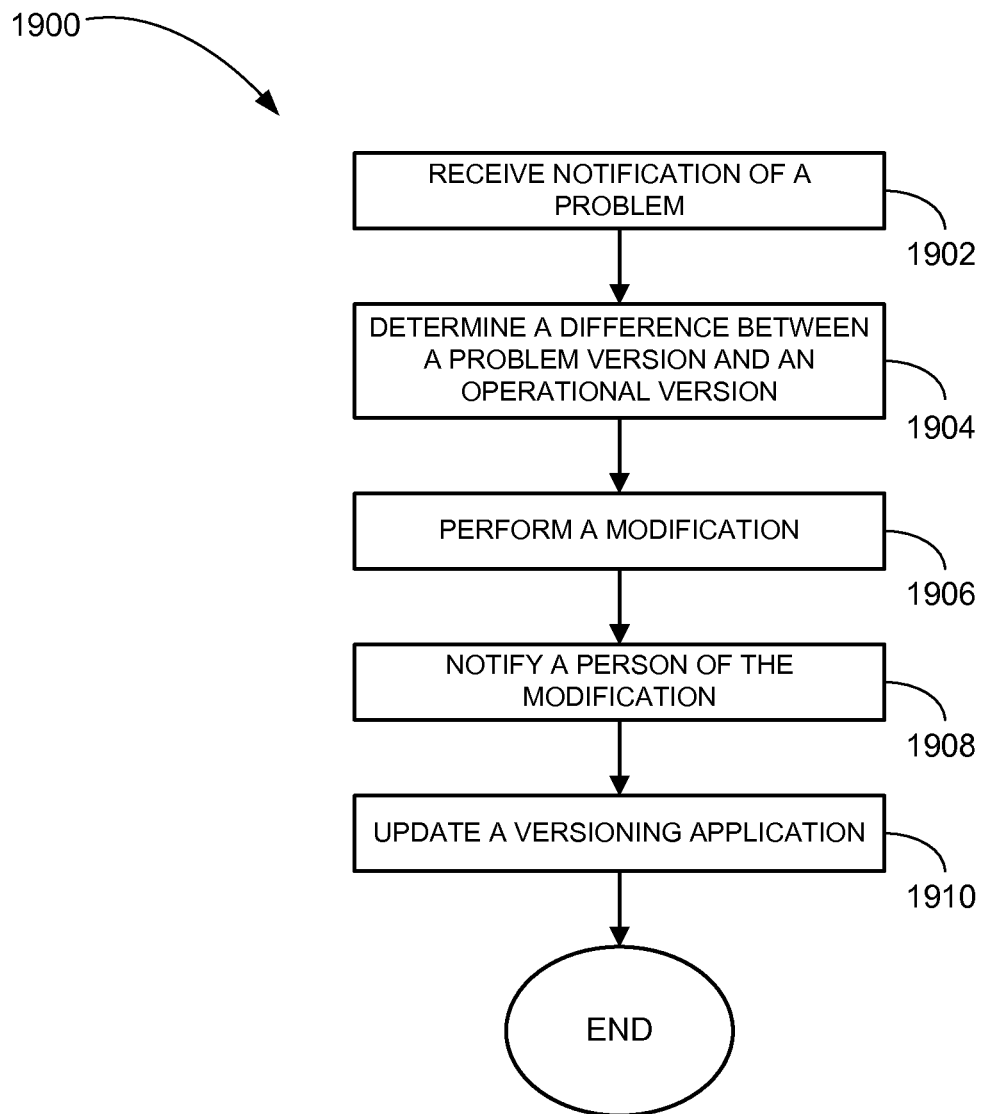 1900
RECEIVE NOTIFICATION OF A
PROBLEM
1902
DETERMINE A DIFFERENCE BETWEEN
A PROBLEM VERSION AND AN
OPERATIONAL VERSION
1904
PERFORM A MODIFICATION
1906
NOTIFY A PERSON OF THE
MODIFICATION
1908
UPDATE A VERSIONING APPLICATION
1910
END